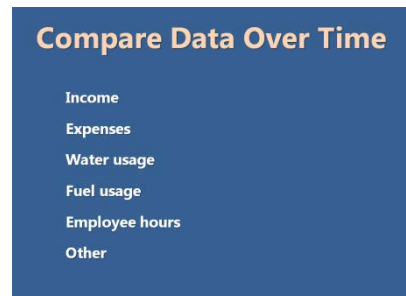 Compare Data Over Time
Income
Expenses
Water usage
Fuel usage
Employee hours
Other